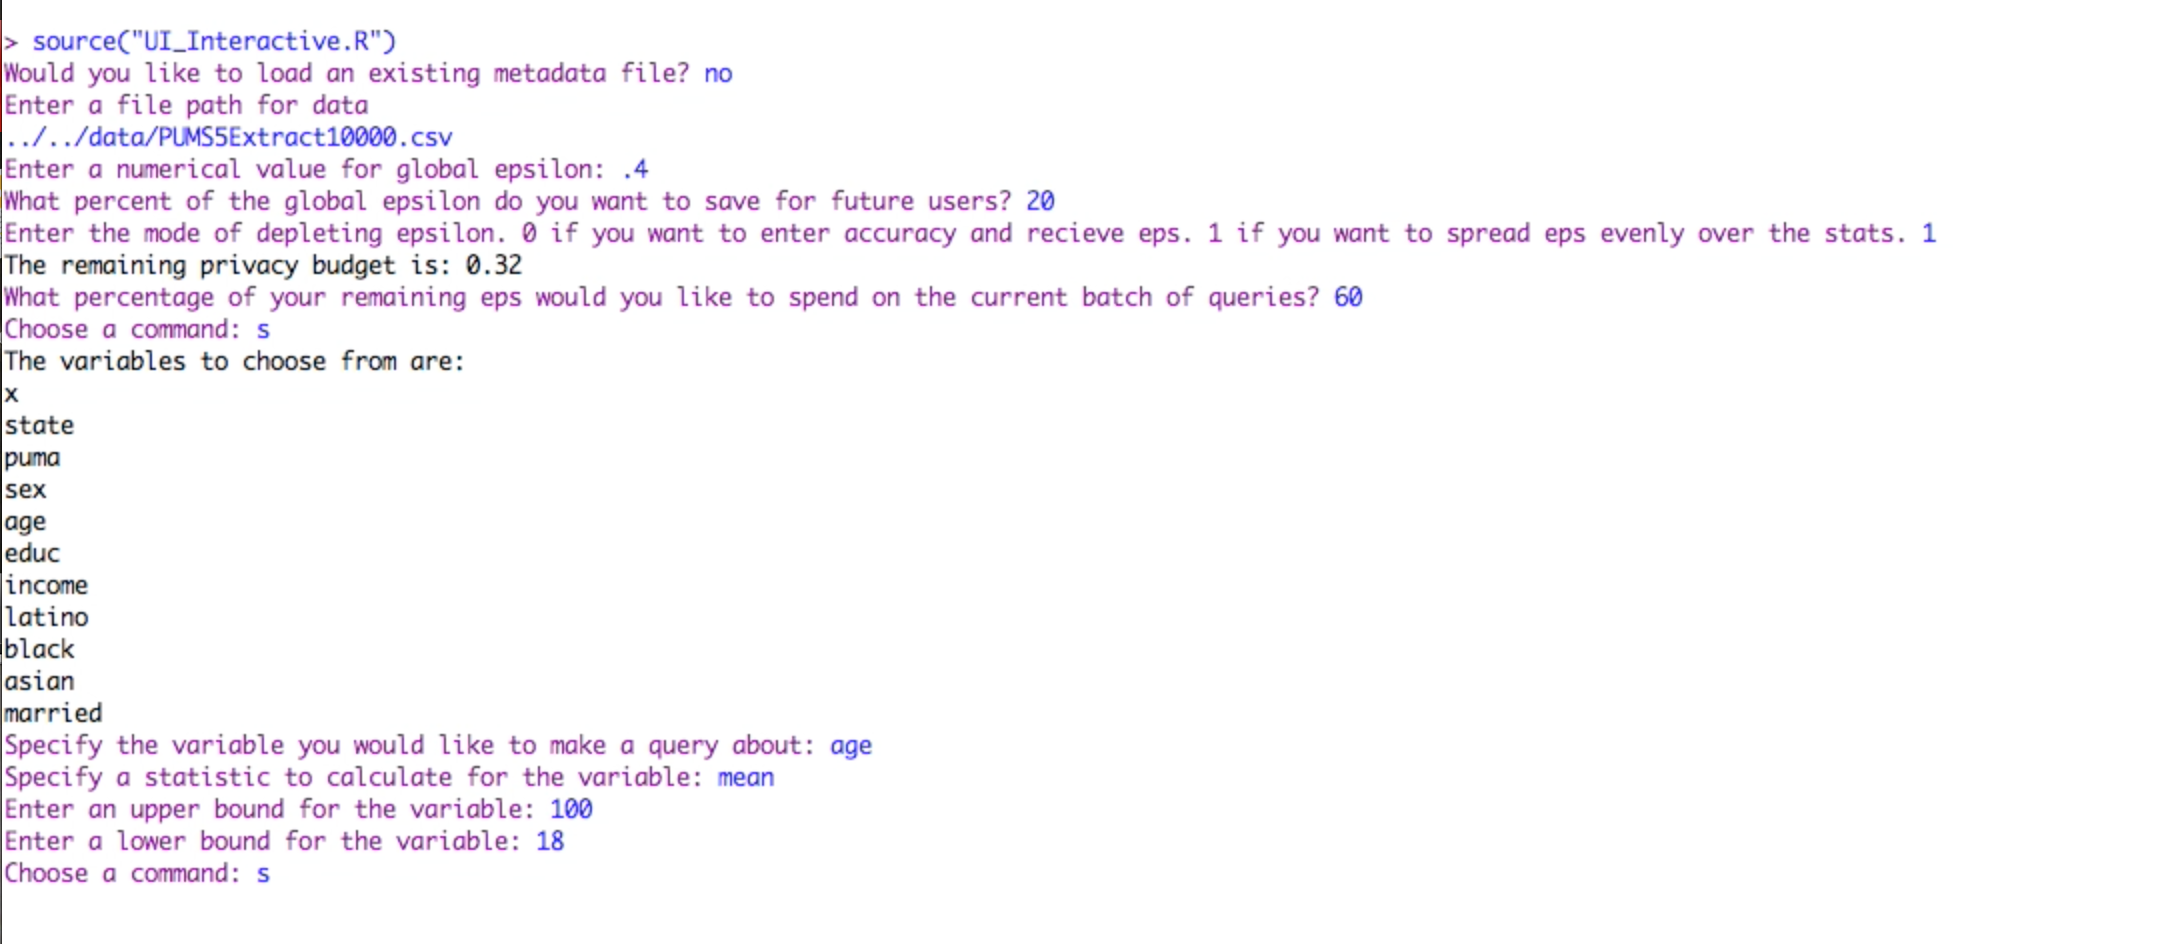 > source("UI_Interactive.R")
Would you like to load an existing metadata file? no
Enter a file path for data
../../data/PUMS5Extract10000.csv
Enter a numerical value for global epsilon: .4
What percent of the global epsilon do you want to save for future users? 20
Enter the mode of depleting epsilon. 0 if you want to enter accuracy and recieve eps. 1 if you want to spread eps evenly over the stats. 1
The remaining privacy budget is: 0.32
What percentage of your remaining eps would you like to spend on the current batch of queries? 60
Choose a command: s
The variables to choose from are:
x
state
puma
sex
age
educ
income
latino
black
asian
married
Specify the variable you would like to make a query about: age
Specify a statistic to calculate for the variable: mean
Enter an upper bound for the variable: 100
Enter a lower bound for the variable: 18
Choose a command: s